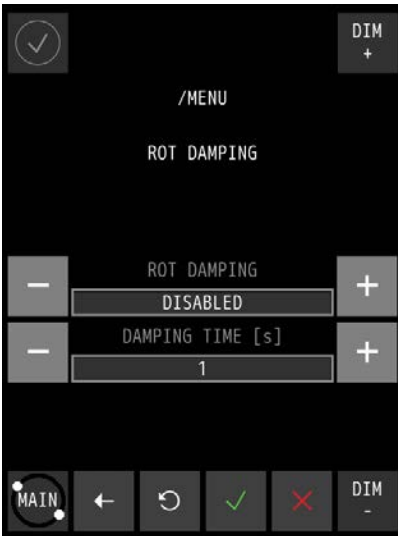 DIM
+
/MENU
ROT DAMPING
ROT DAMPING
− DISABLED +
DAMPING TIME [s]
− 1 +
MAIN
DIM
-